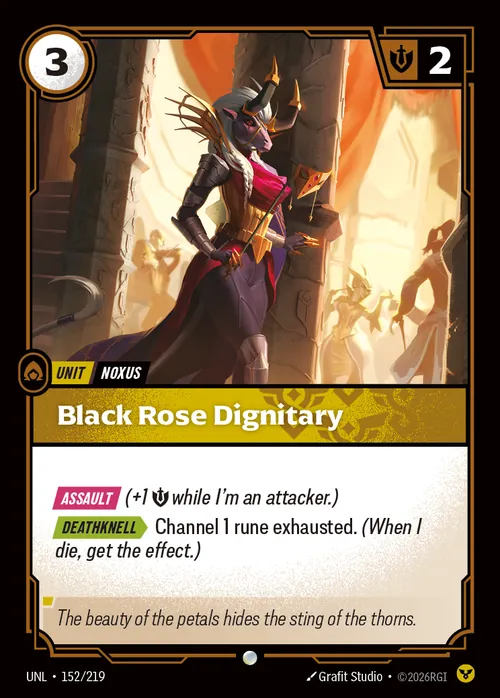 3
2
UNIT NOXUS
Black Rose Dignitary
ASSAULT (+1 while I'm an attacker.)
DEATHKNELL Channel 1 rune exhausted. (When I
die, get the effect.)
The beauty of the petals hides the sting of the thorns.
UNL • 152/219 Grafit Studio • ©2026RGI